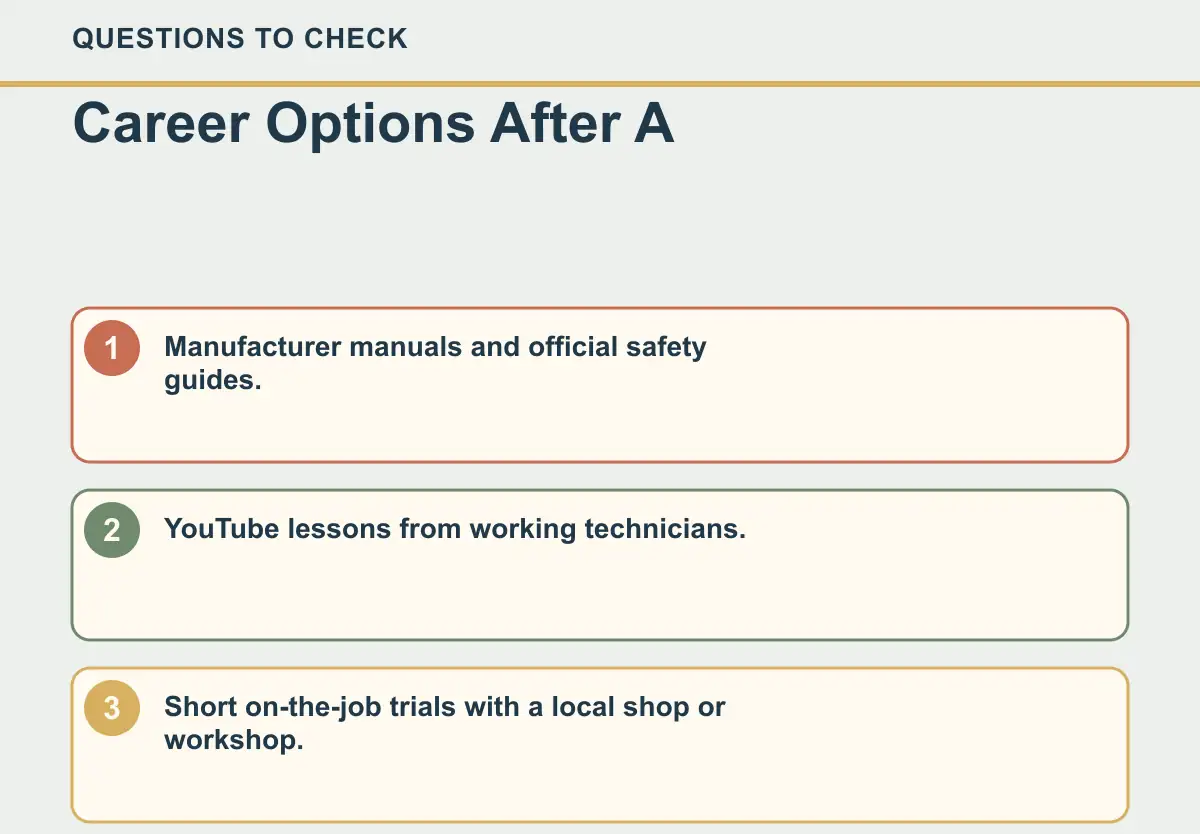 QUESTIONS TO CHECK
Career Options After A
1
Manufacturer manuals and official safety
guides.
2
YouTube lessons from working technicians.
3
Short on-the-job trials with a local shop or
workshop.